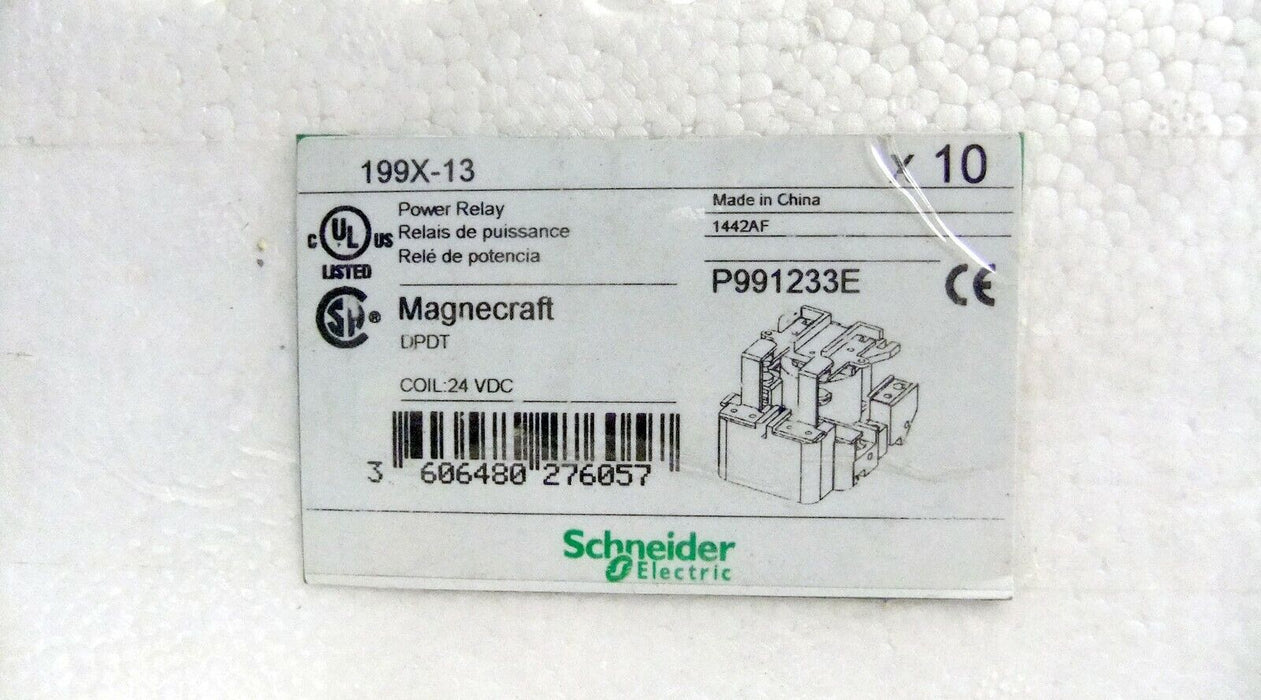 199X-13
x 10
C UL US
LISTED
Power Relay
Relais de puissance
Relé de potencia
Made in China
1442AF
P991233E
CE
SA®
Magnecraft
DPDT
COIL:24 VDC
3 606480 276057
Schneider
Electric